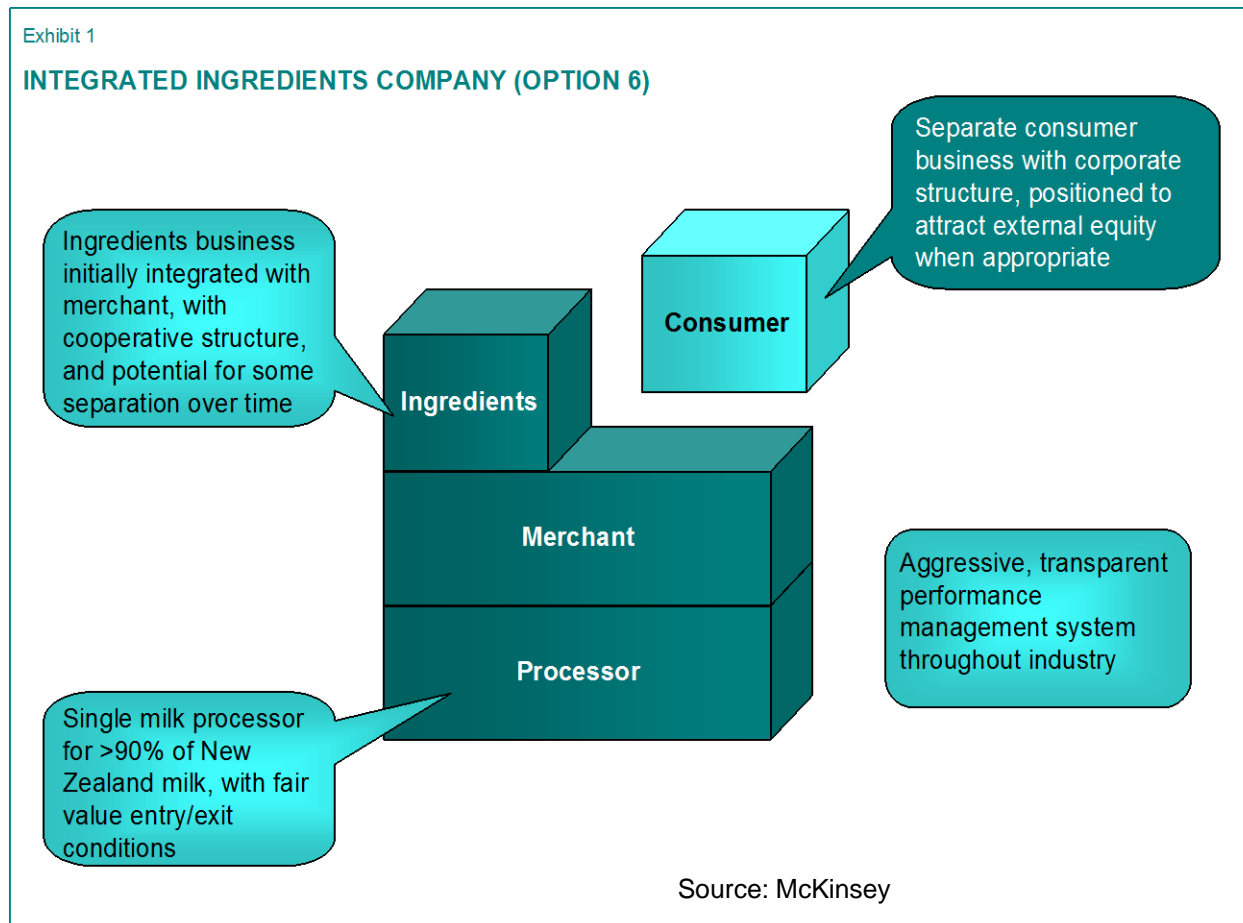 Exhibit 1
INTEGRATED INGREDIENTS COMPANY (OPTION 6)
Separate consumer
business with corporate
structure, positioned to
attract external equity
when appropriate
Ingredients business
initially integrated with
merchant, with
cooperative structure,
and potential for some
separation over time
Consumer
Ingredients
Merchant
Aggressive, transparent
performance
management system
throughout industry
Processor
Single milk processor
for >90% of New
Zealand milk, with fair
value entry/exit
conditions
Source: McKinsey